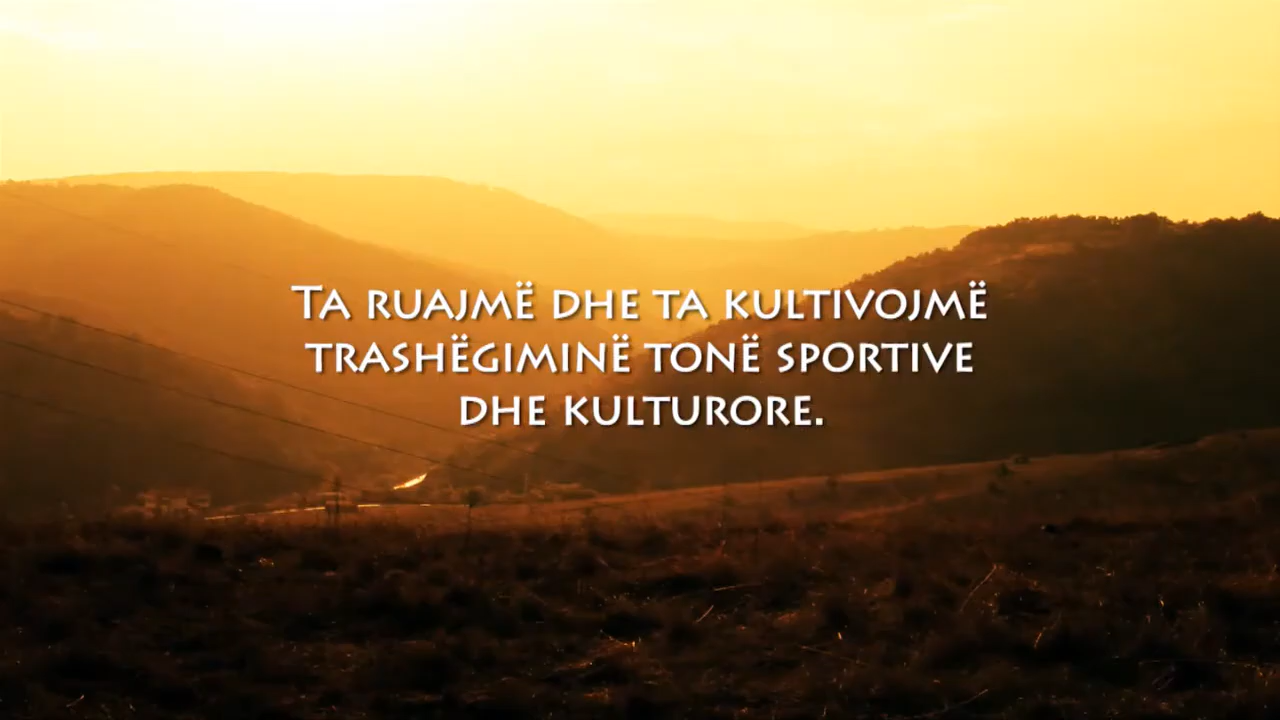 Ta ruajmë dhe ta kultivojmë
trashëgiminë tonë sportive
dhe kulturore.